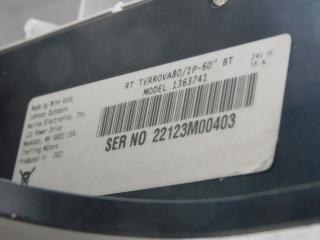 RT TERROVA80/IP-60" BT
MODEL 1363741
24V DC
Made by Minn Kota
Johnson Outdoors
Marine Electronics, Inc.
121 Power Drive
Mankato, MN 56001 USA
Trolling Motors
Produced in 2022
SER NO 22123M00403